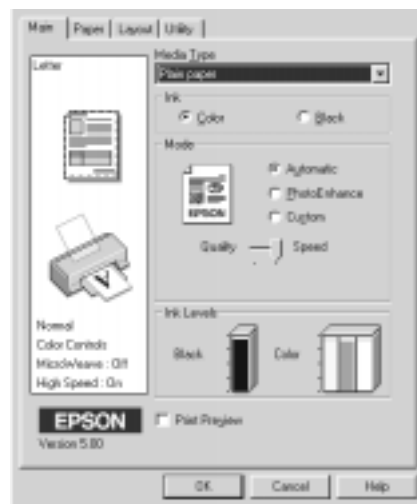 Main Paper Layout Utility
Letter
Media Type
Plain paper
Ink
Color Black
Mode
EPSON
Automatic
PhotoEnhance
Custom
Quality Speed
Normal
Color Controls
MicroWeave : Off
High Speed : On
Ink Levels
Black Color
EPSON
Version 5.00
Print Preview
OK Cancel Help